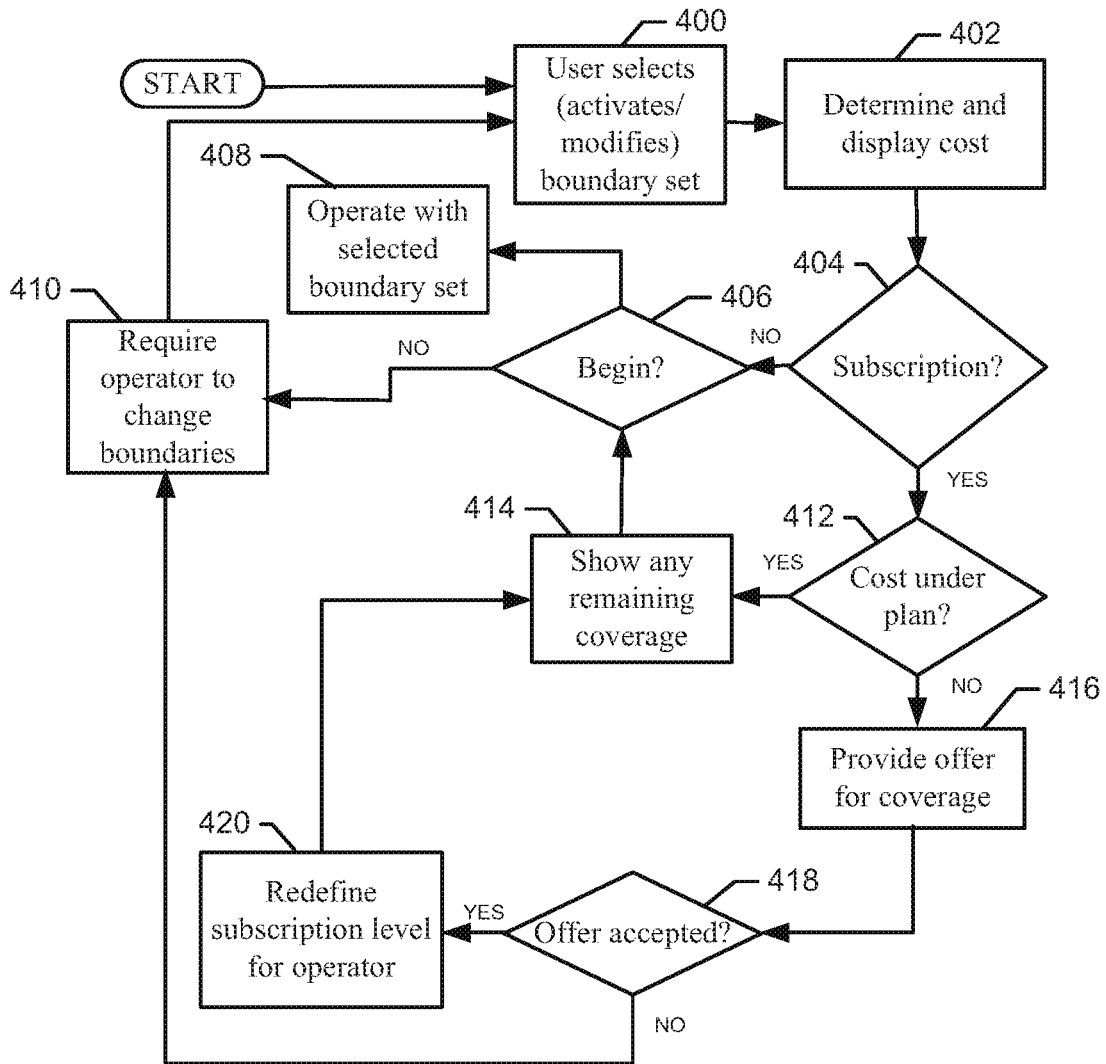 400
402
START
User selects
(activates/
modifies)
boundary set
Determine and
display cost
408
Operate with
selected
boundary set
404
410
406
Require
operator to
change
boundaries
NO
Begin?
NO
Subscription?
YES
414
412
Show any
remaining
coverage
YES
Cost under
plan?
NO
416
Provide offer
for coverage
420
418
Redefine
subscription level
for operator
YES
Offer accepted?
NO